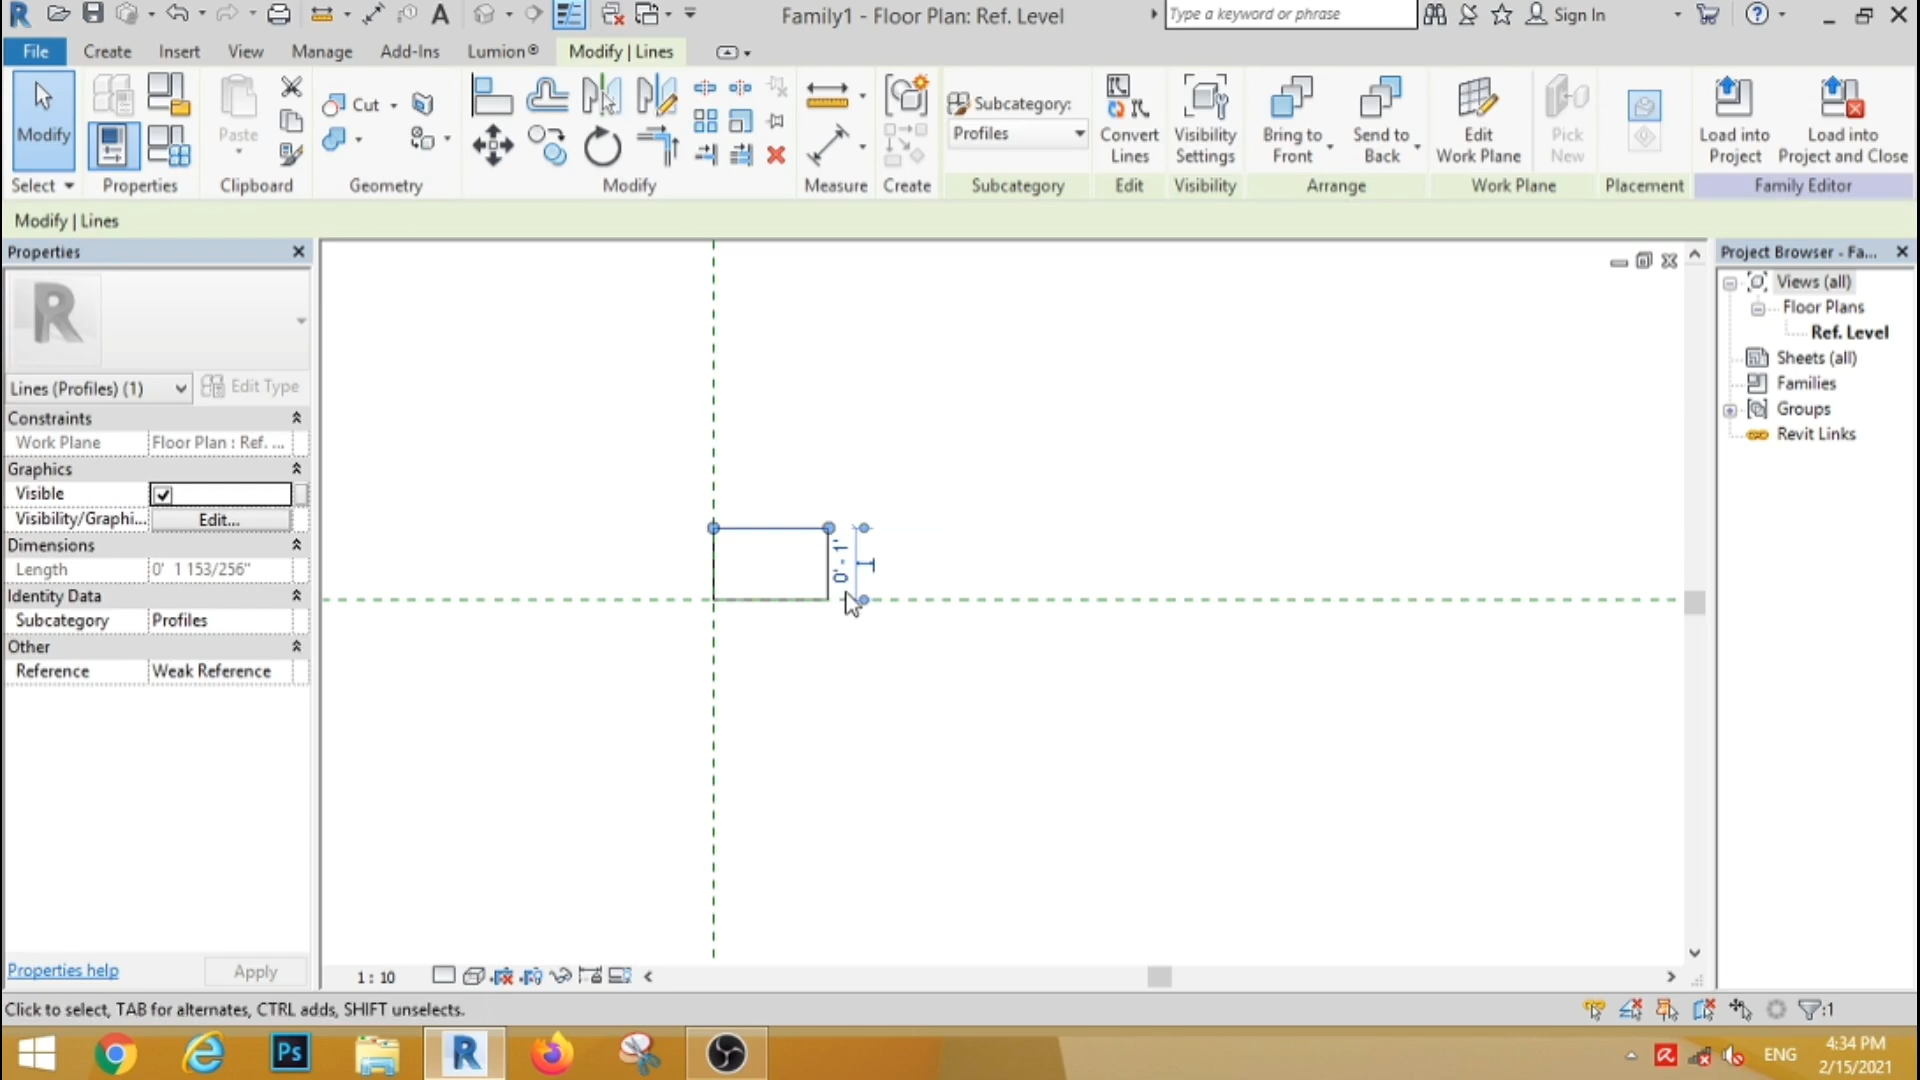 Family1 - Floor Plan: Ref. Level
Type a keyword or phrase
Sign In
File
Create
Insert
View
Manage
Add-Ins
Lumion®
Modify | Lines
Modify
Paste
Cut
Subcategory:
Profiles
Convert
Lines
Visibility
Settings
Bring to
Front
Send to
Back
Edit
Work Plane
Pick
New
Load into
Project
Load into
Project and Close
Select
Properties
Clipboard
Geometry
Modify
Measure
Create
Subcategory
Edit
Visibility
Arrange
Work Plane
Placement
Family Editor
Modify | Lines
Properties
Lines (Profiles) (1)
Edit Type
Constraints
Work Plane
Floor Plan : Ref. ...
Graphics
Visible
Visibility/Graphi...
Edit...
Dimensions
Length
0' 1 153/256"
Identity Data
Subcategory
Profiles
Other
Reference
Weak Reference
Properties help
Apply
0' - 1"
Project Browser - Fa...
Views (all)
Floor Plans
Ref. Level
Sheets (all)
Families
Groups
Revit Links
1 : 10
Click to select, TAB for alternates, CTRL adds, SHIFT unselects.
:1
Ps
ENG
4:34 PM
2/15/2021